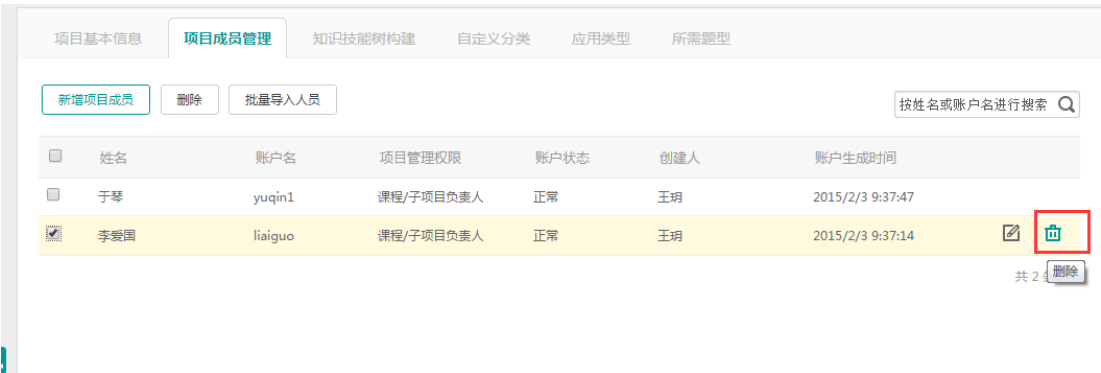 项目基本信息 项目成员管理 知识技能树构建 自定义分类 应用类型 所需题型
新增项目成员 删除 批量导入人员 按姓名或账户名进行搜索
姓名 账户名 项目管理权限 账户状态 创建人 账户生成时间
于琴 yuqin1 课程/子项目负责人 正常 王玥 2015/2/3 9:37:47
李爱国 liaiguo 课程/子项目负责人 正常 王玥 2015/2/3 9:37:14
共 2 删除